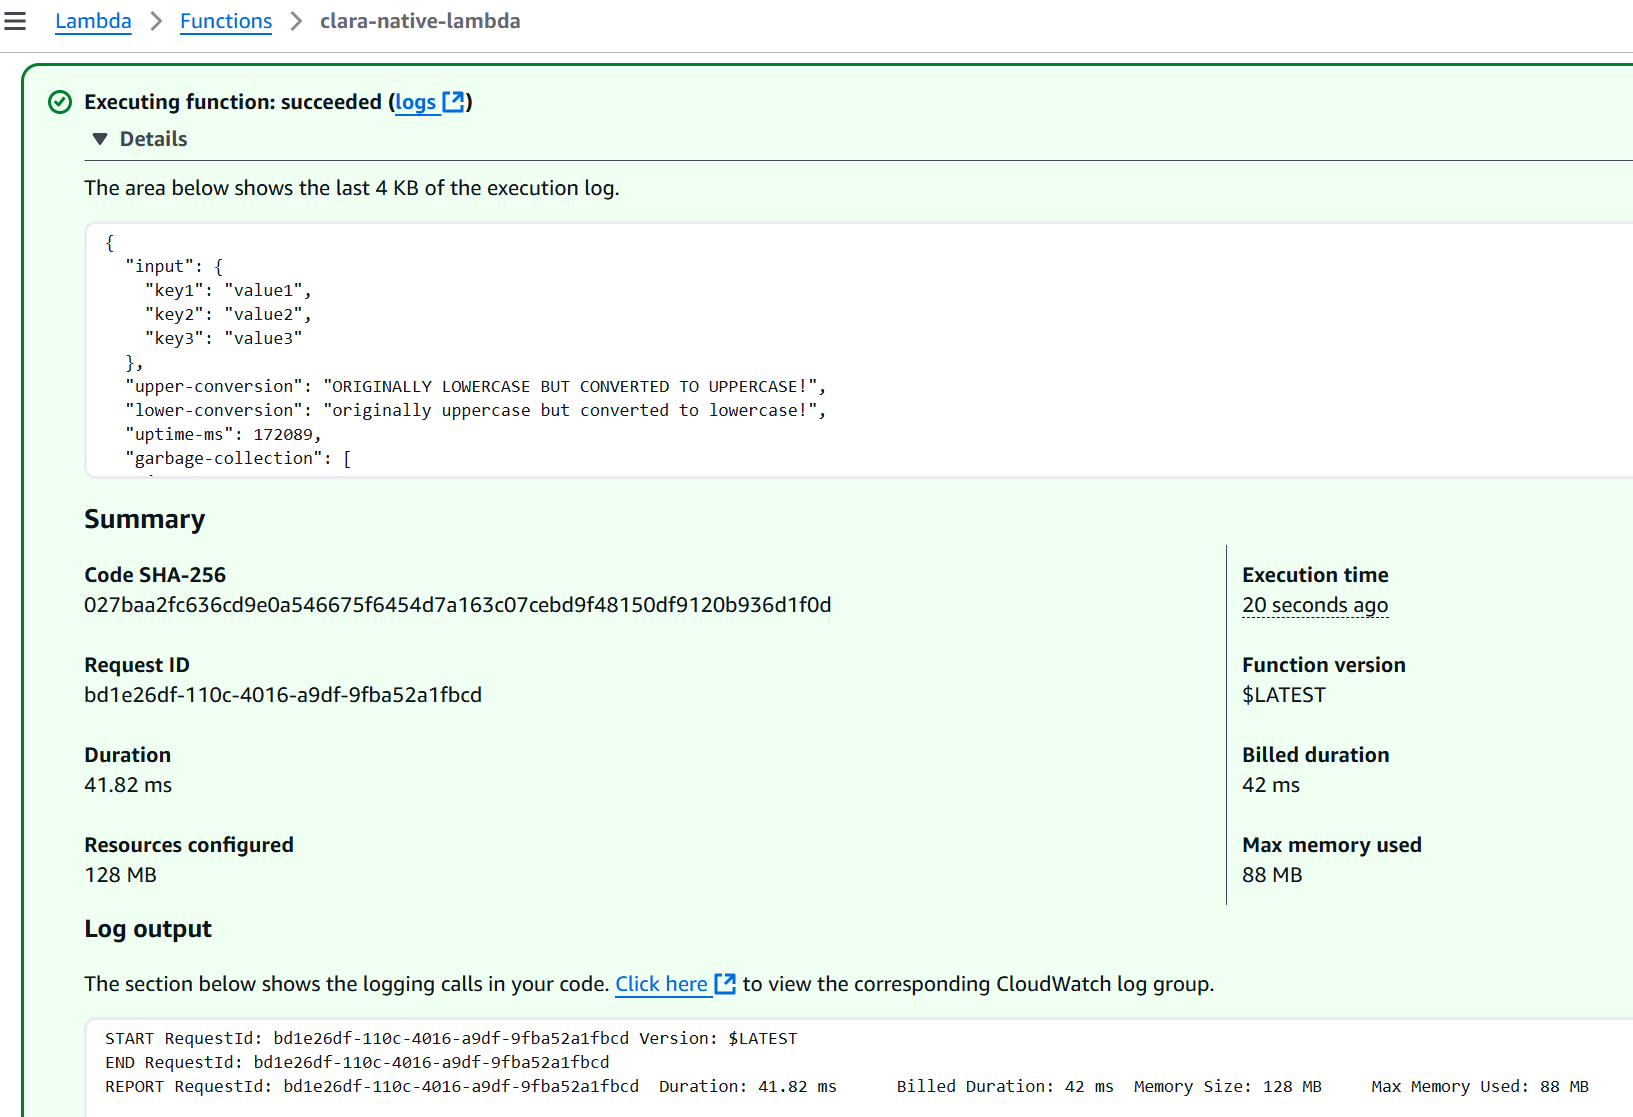 Lambda > Functions > clara-native-lambda
Executing function: succeeded (logs)
Details
The area below shows the last 4 KB of the execution log.
{
"input": {
"key1": "value1",
"key2": "value2",
"key3": "value3"
},
"upper-conversion": "ORIGINALLY LOWERCASE BUT CONVERTED TO UPPERCASE!",
"lower-conversion": "originally uppercase but converted to lowercase!",
"uptime-ms": 172089,
"garbage-collection": [
Summary
Code SHA-256
027baa2fc636cd9e0a546675f6454d7a163c07cebd9f48150df9120b936d1f0d
Execution time
20 seconds ago
Request ID
bd1e26df-110c-4016-a9df-9fba52a1fbcd
Function version
$LATEST
Duration
41.82 ms
Billed duration
42 ms
Resources configured
128 MB
Max memory used
88 MB
Log output
The section below shows the logging calls in your code. Click here to view the corresponding CloudWatch log group.
START RequestId: bd1e26df-110c-4016-a9df-9fba52a1fbcd Version: $LATEST
END RequestId: bd1e26df-110c-4016-a9df-9fba52a1fbcd
REPORT RequestId: bd1e26df-110c-4016-a9df-9fba52a1fbcd Duration: 41.82 ms Billed Duration: 42 ms Memory Size: 128 MB Max Memory Used: 88 MB